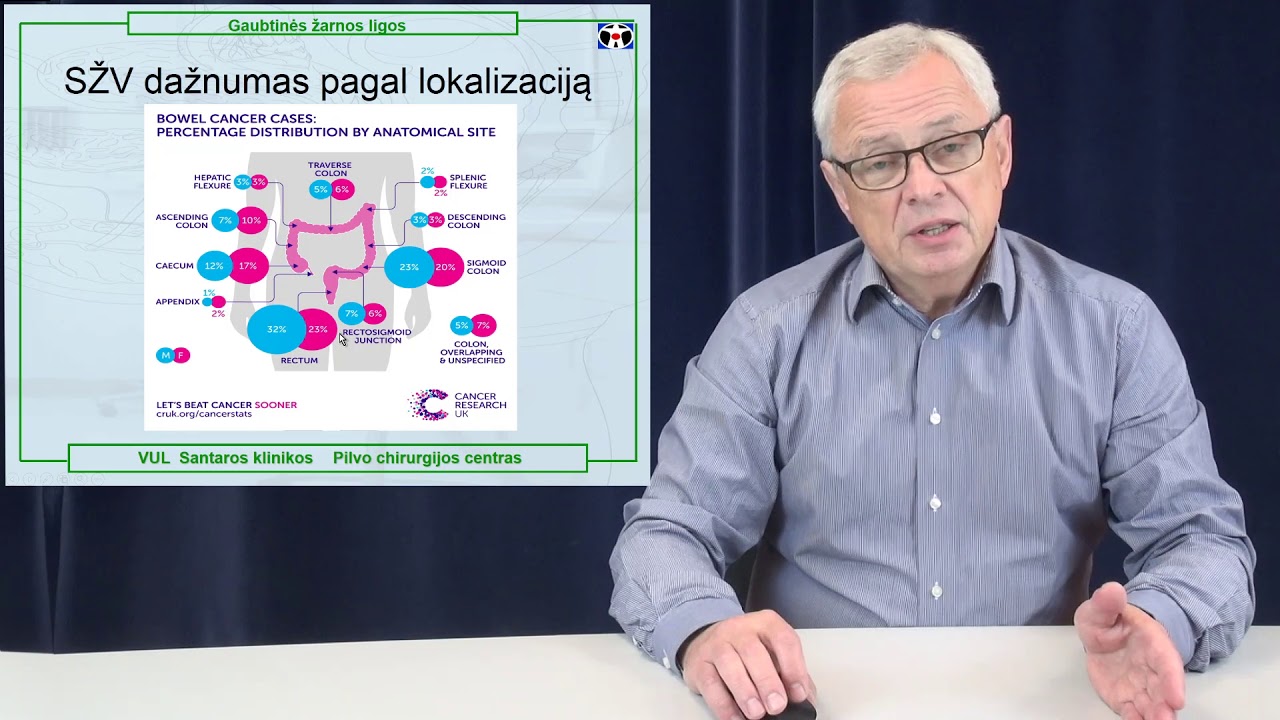 Gaubtinės žarnos ligos
SŽV dažnumas pagal lokalizaciją
BOWEL CANCER CASES:
PERCENTAGE DISTRIBUTION BY ANATOMICAL SITE
TRAVERSE
COLON
5% 6%
HEPATIC
FLEXURE
3% 3%
2%
SPLENIC
FLEXURE
2%
ASCENDING
COLON
7% 10%
3% 3%
DESCENDING
COLON
CAECUM
12% 17%
23% 20%
SIGMOID
COLON
APPENDIX
1%
2%
32% 23%
RECTUM
7% 6%
RECTOSIGMOID
JUNCTION
5% 7%
COLON,
OVERLAPPING
& UNSPECIFIED
M F
LET'S BEAT CANCER SOONER
cruk.org/cancerstats
CANCER
RESEARCH
UK
VUL Santaros klinikos Pilvo chirurgijos centras